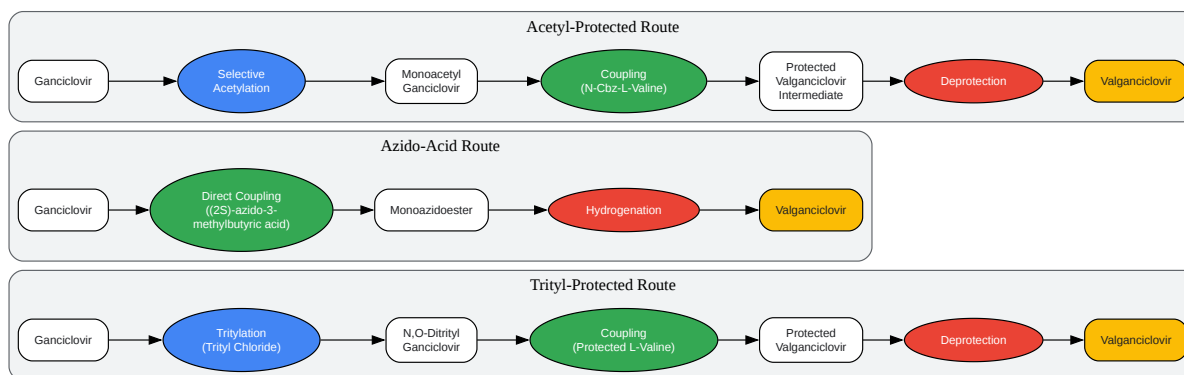 Acetyl-Protected Route
Ganciclovir
Selective
Acetylation
Monoacetyl
Ganciclovir
Coupling
(N-Cbz-L-Valine)
Protected
Valganciclovir
Intermediate
Deprotection
Valganciclovir
Azido-Acid Route
Ganciclovir
Direct Coupling
((2S)-azido-3-
methylbutyric acid)
Monoazidoester
Hydrogenation
Valganciclovir
Trityl-Protected Route
Ganciclovir
Tritylation
(Trityl Chloride)
N,O-Ditrityl
Ganciclovir
Coupling
(Protected L-Valine)
Protected
Valganciclovir
Deprotection
Valganciclovir